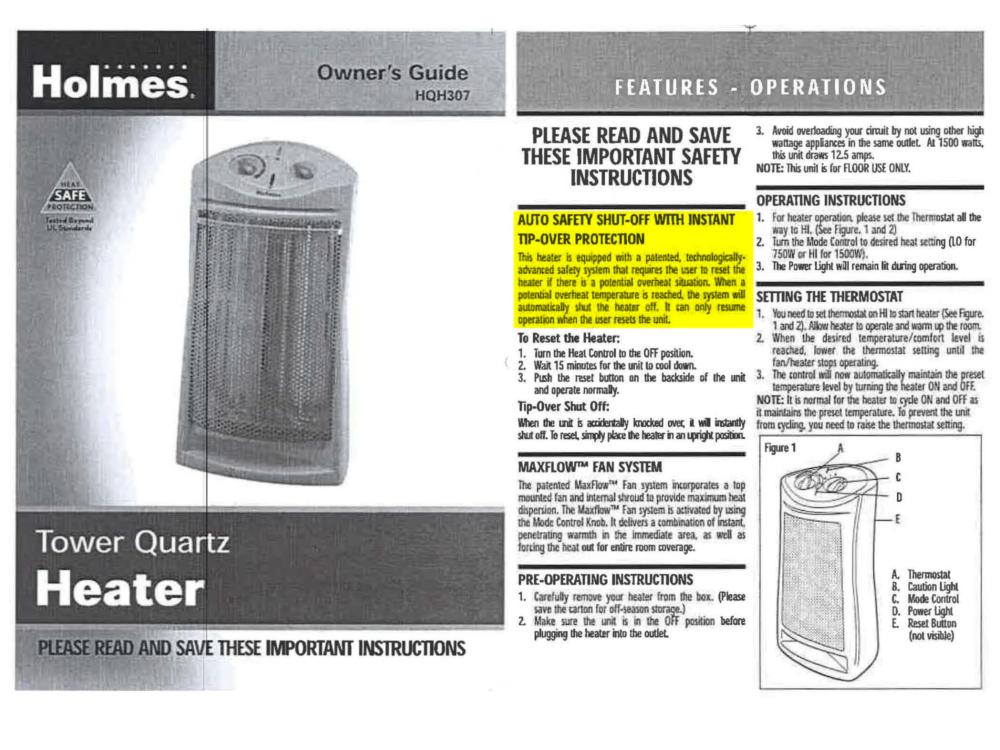 Holmes®
Owner's Guide
HQH307
HEAT
SAFE
PROTECTION
Tested Beyond
UL Standards
Tower Quartz
Heater
PLEASE READ AND SAVE THESE IMPORTANT INSTRUCTIONS
FEATURES - OPERATIONS
PLEASE READ AND SAVE
THESE IMPORTANT SAFETY
INSTRUCTIONS
AUTO SAFETY SHUT-OFF WITH INSTANT
TIP-OVER PROTECTION
This heater is equipped with a patented, technologically-
advanced safety system that requires the user to reset the
heater if there is a potential overheat situation. When a
potential overheat temperature is reached, the system will
automatically shut the heater off. It can only resume
operation when the user resets the unit.
To Reset the Heater:
1. Turn the Heat Control to the OFF position.
2. Wait 15 minutes for the unit to cool down.
3. Push the reset button on the backside of the unit
and operate normally.
Tip-Over Shut Off:
When the unit is accidentally knocked over, it will instantly
shut off. To reset, simply place the heater in an upright position.
MAXFLOW™ FAN SYSTEM
The patented MaxFlow™ Fan system incorporates a top
mounted fan and internal shroud to provide maximum heat
dispersion. The Maxflow™ Fan system is activated by using
the Mode Control Knob. It delivers a combination of instant,
penetrating warmth in the immediate area, as well as
forcing the heat out for entire room coverage.
PRE-OPERATING INSTRUCTIONS
1. Carefully remove your heater from the box. (Please
save the carton for off-season storage.)
2. Make sure the unit is in the OFF position before
plugging the heater into the outlet.
3. Avoid overloading your circuit by not using other high
wattage appliances in the same outlet. At 1500 watts,
this unit draws 12.5 amps.
NOTE: This unit is for FLOOR USE ONLY.
OPERATING INSTRUCTIONS
1. For heater operation, please set the Thermostat all the
way to HI. (See Figure. 1 and 2)
2. Turn the Mode Control to desired heat setting (LO for
750W or HI for 1500W).
3. The Power Light will remain lit during operation.
SETTING THE THERMOSTAT
1. You need to set thermostat on HI to start heater (See Figure.
1 and 2). Allow heater to operate and warm up the room.
2. When the desired temperature/comfort level is
reached, lower the thermostat setting until the
fan/heater stops operating.
3. The control will now automatically maintain the preset
temperature level by turning the heater ON and OFF.
NOTE: It is normal for the heater to cycle ON and OFF as
it maintains the preset temperature. To prevent the unit
from cycling, you need to raise the thermostat setting.
Figure 1
A
B
C
D
E
A. Thermostat
B. Caution Light
C. Mode Control
D. Power Light
E. Reset Button
(not visible)